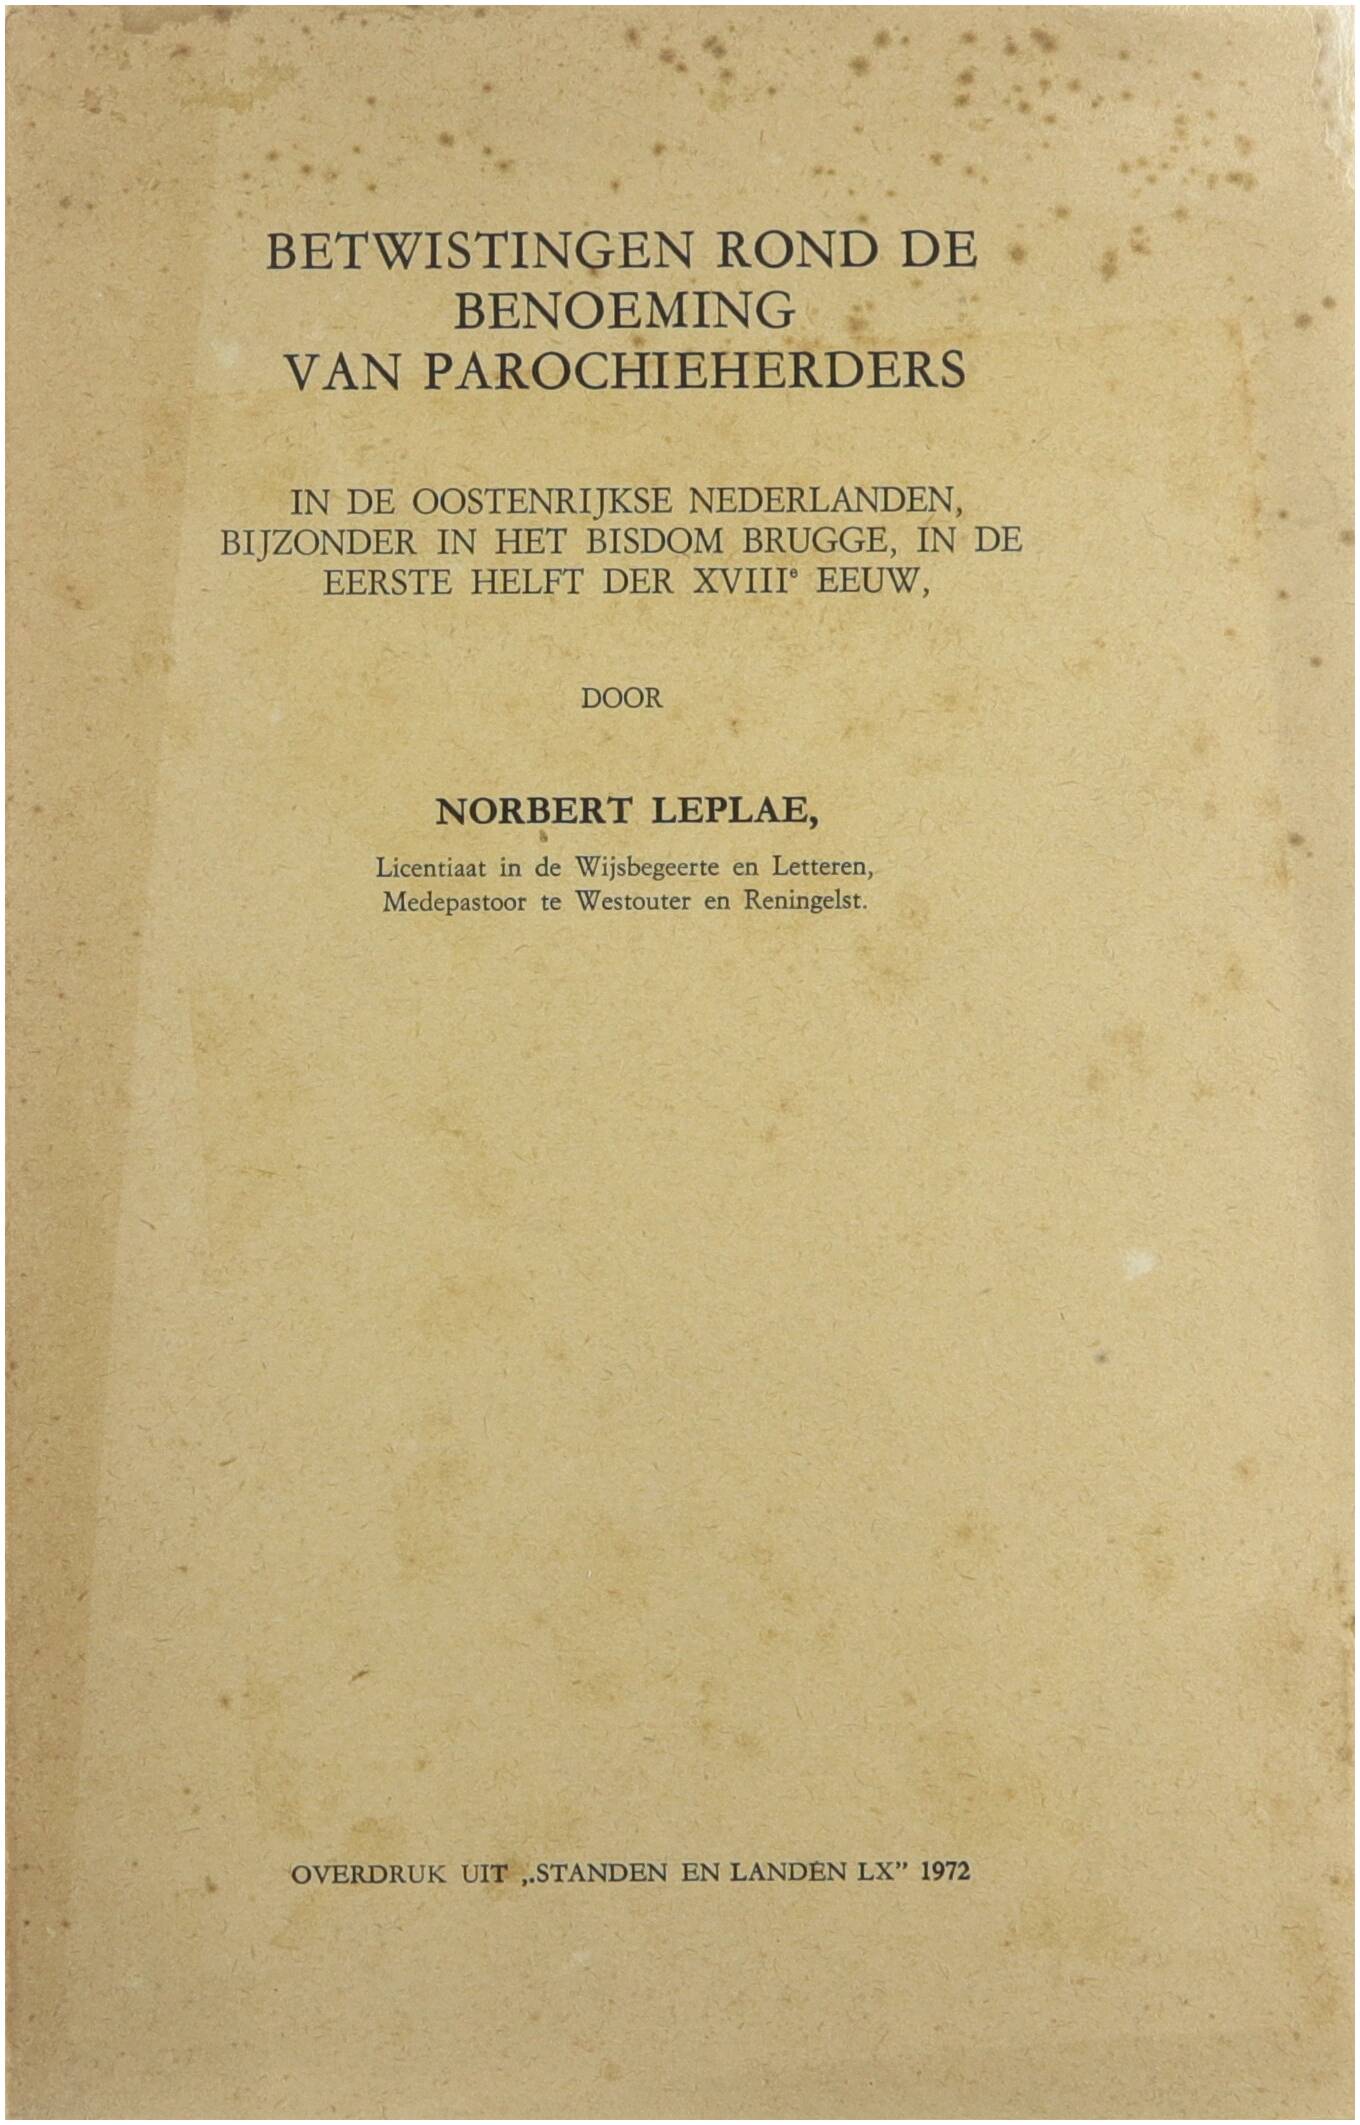 BETWISTINGEN ROND DE
BENOEMING
VAN PAROCHIEHERDERS
IN DE OOSTENRIJKSE NEDERLANDEN,
BIJZONDER IN HET BISDOM BRUGGE, IN DE
EERSTE HELFT DER XVIIIᵉ EEUW,
DOOR
NORBERT LEPLAE,
Licentiaat in de Wijsbegeerte en Letteren,
Medepastoor te Westouter en Reningelst.
OVERDRUK UIT ,.STANDEN EN LANDEN LX” 1972